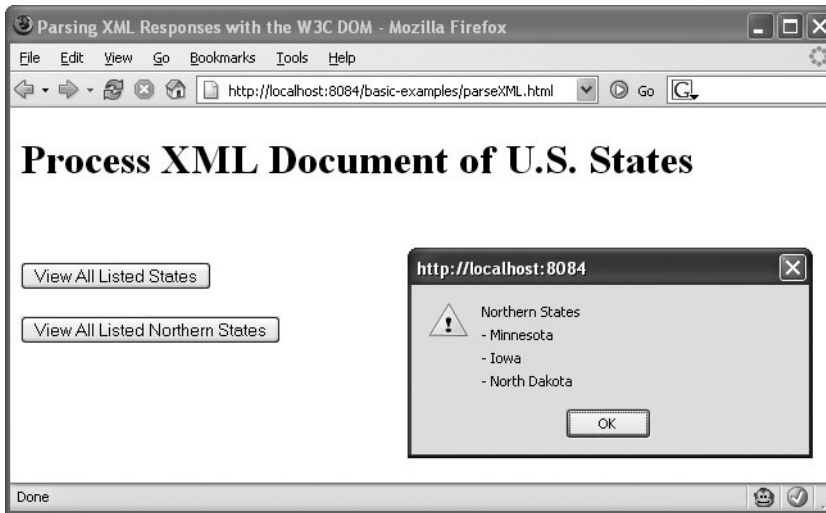 Parsing XML Responses with the W3C DOM - Mozilla Firefox
File Edit View Go Bookmarks Tools Help
http://localhost:8084/basic-examples/parseXML.html Go G
Process XML Document of U.S. States
View All Listed States
View All Listed Northern States
http://localhost:8084
Northern States
- Minnesota
- Iowa
- North Dakota
OK
Done